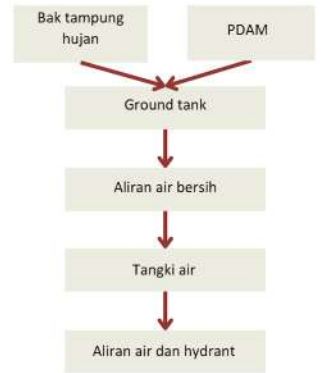 Bak tampung
hujan
PDAM
Ground tank
Aliran air bersih
Tangki air
Aliran air dan hydrant